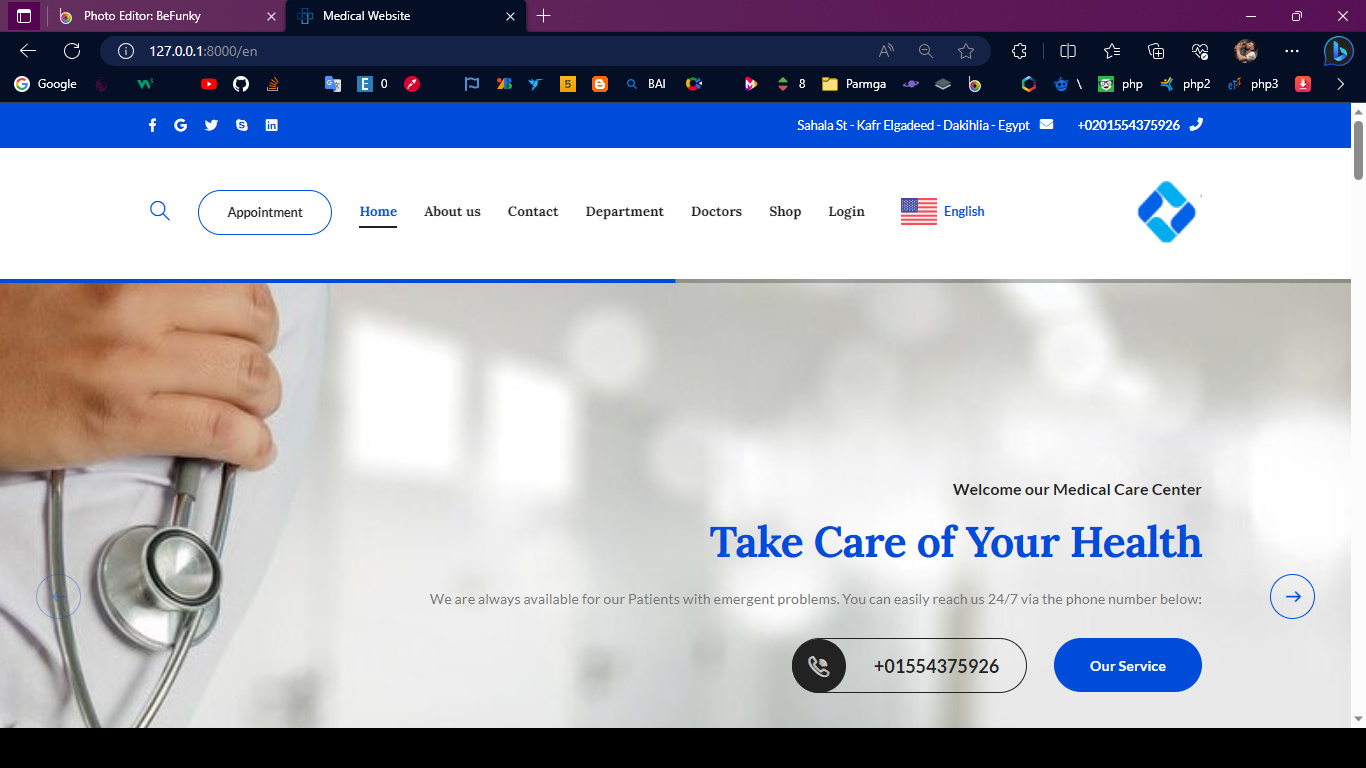 Photo Editor: BeFunky
Medical Website
127.0.0.1:8000/en
Google
0
5
BAI
8
Parmga
\
php
php2
php3
Sahala St - Kafr Elgadeed - Dakihlia - Egypt
+0201554375926
Appointment
Home
About us
Contact
Department
Doctors
Shop
Login
English
Welcome our Medical Care Center
Take Care of Your Health
We are always available for our Patients with emergent problems. You can easily reach us 24/7 via the phone number below:
+01554375926
Our Service